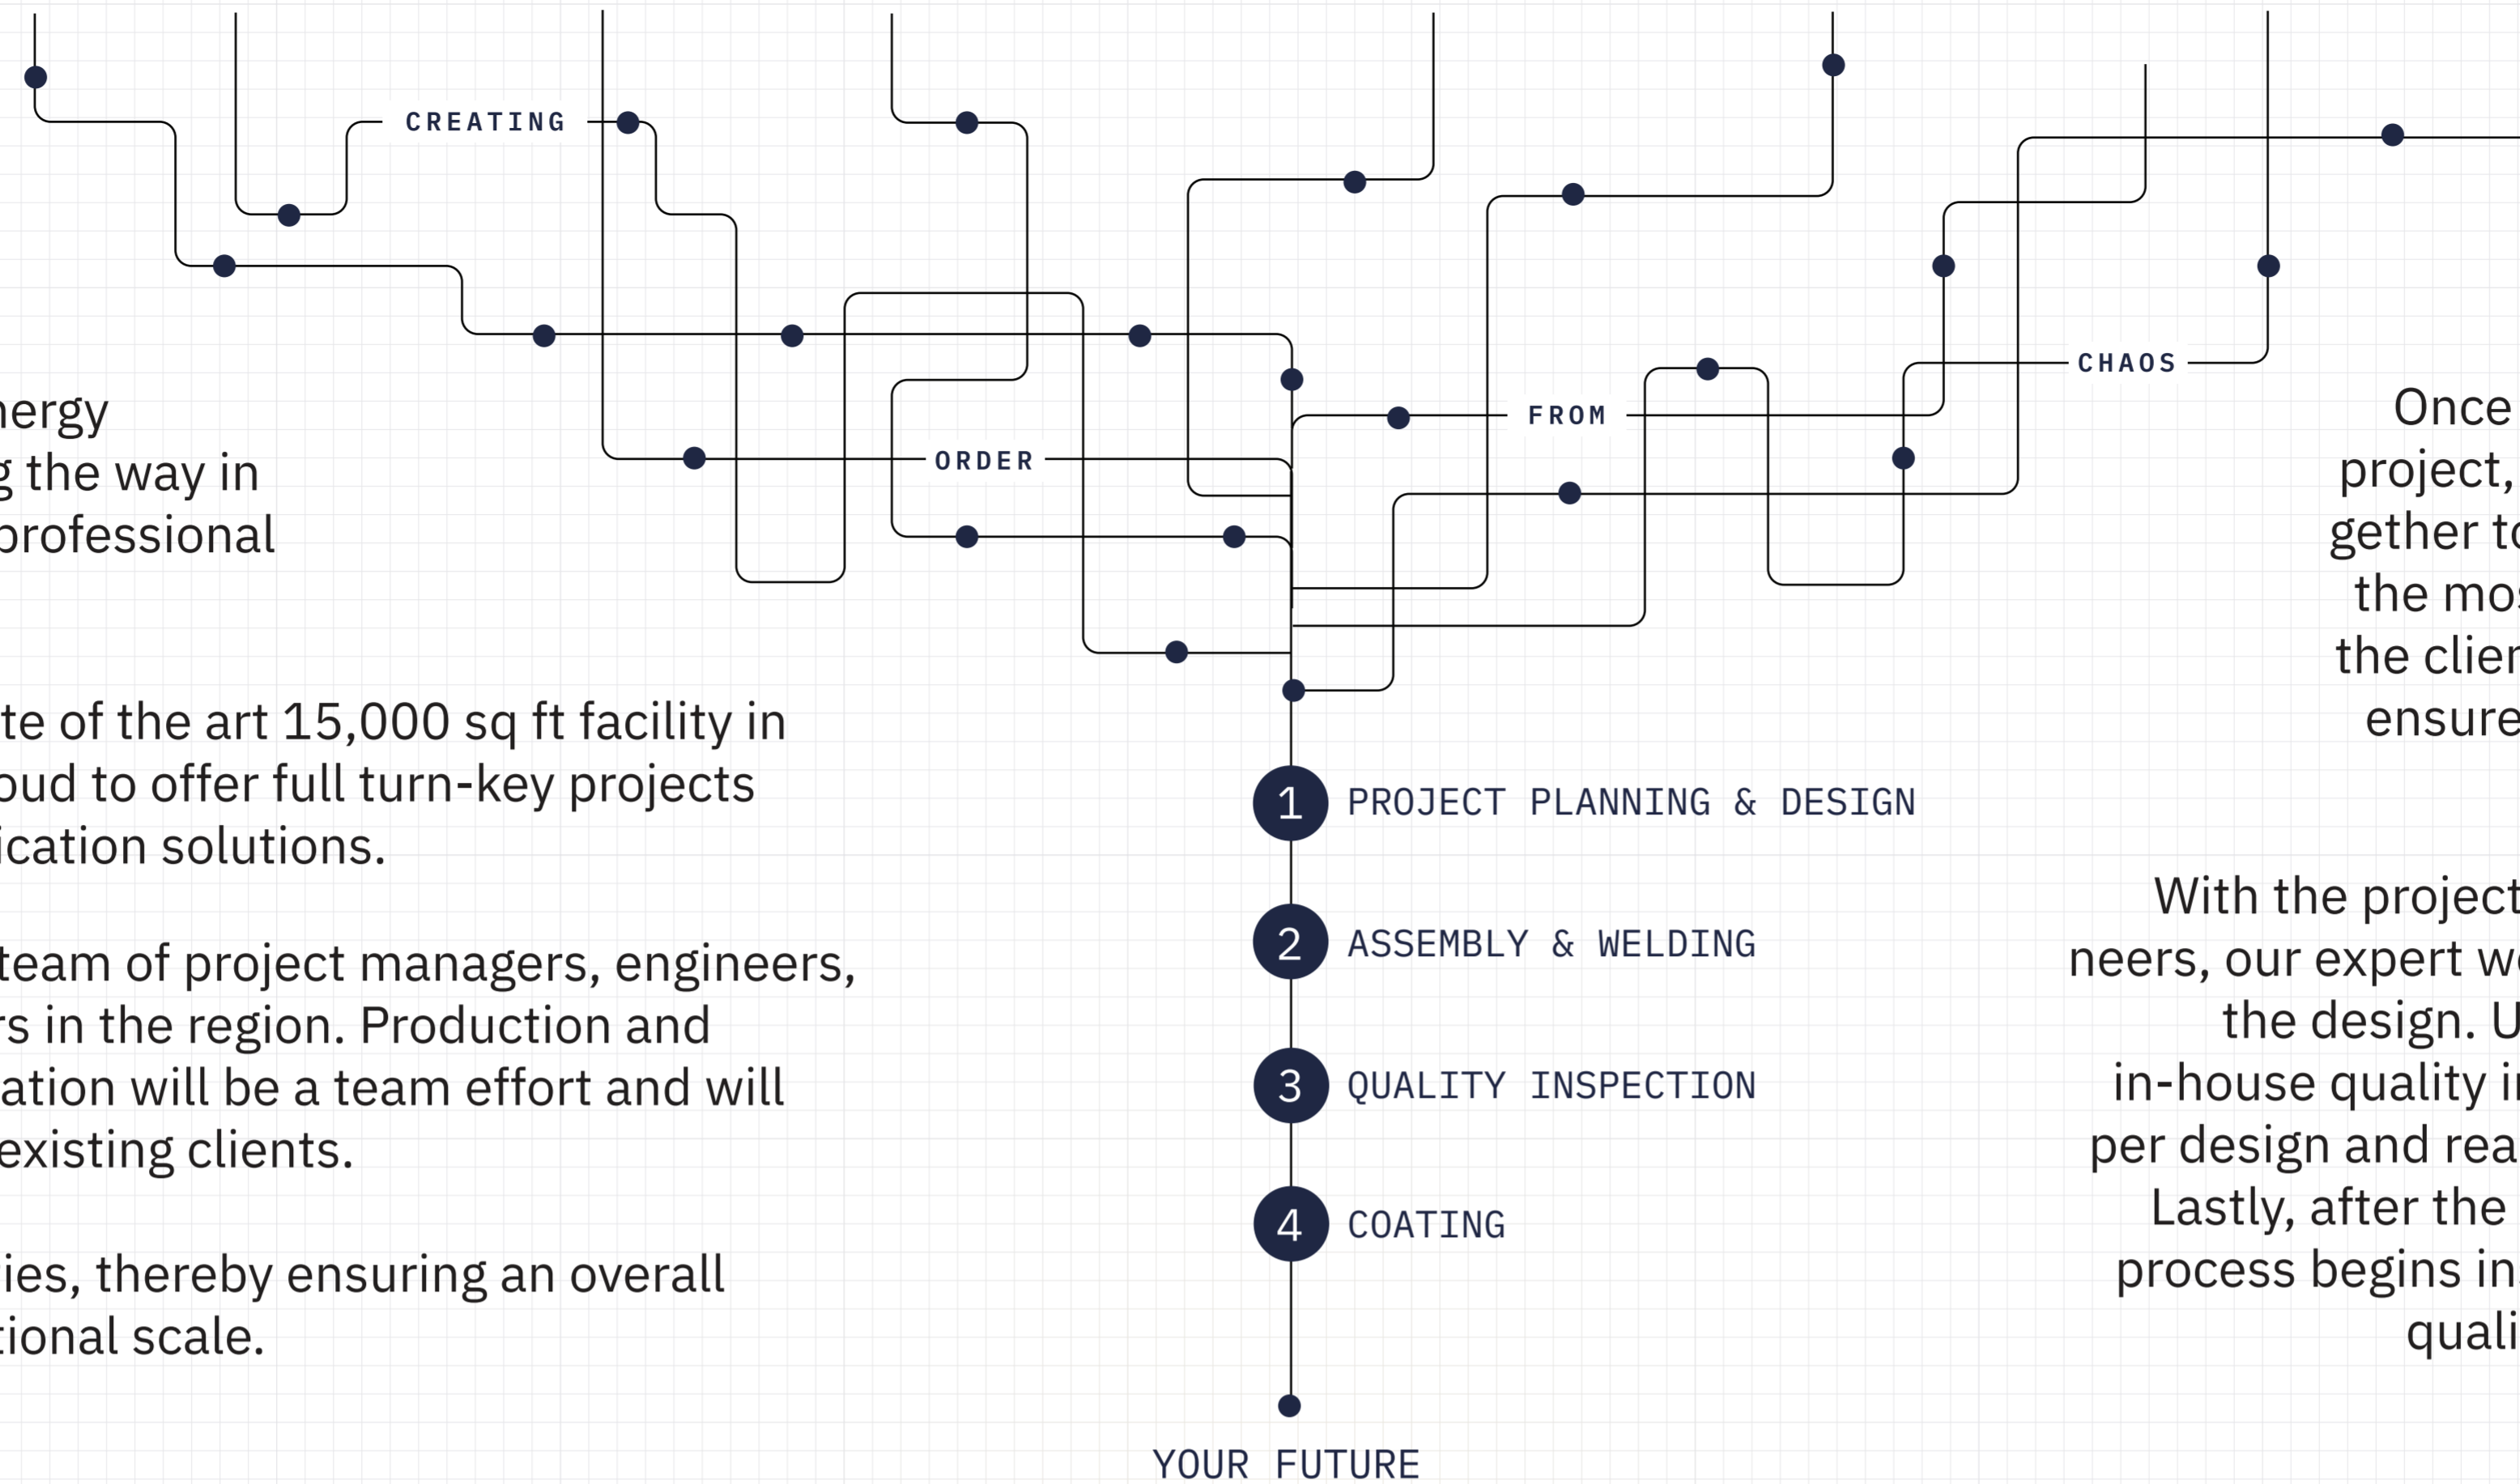 CREATING
ORDER
FROM
CHAOS
nergy
g the way in
professional
te of the art 15,000 sq ft facility in
oud to offer full turn-key projects
ication solutions.
team of project managers, engineers,
rs in the region. Production and
ation will be a team effort and will
existing clients.
ies, thereby ensuring an overall
tional scale.
1 PROJECT PLANNING & DESIGN
2 ASSEMBLY & WELDING
3 QUALITY INSPECTION
4 COATING
YOUR FUTURE
Once
project,
gether to
the mos
the clien
ensure
With the project
neers, our expert we
the design. U
in-house quality in
per design and rea
Lastly, after the
process begins in
quali